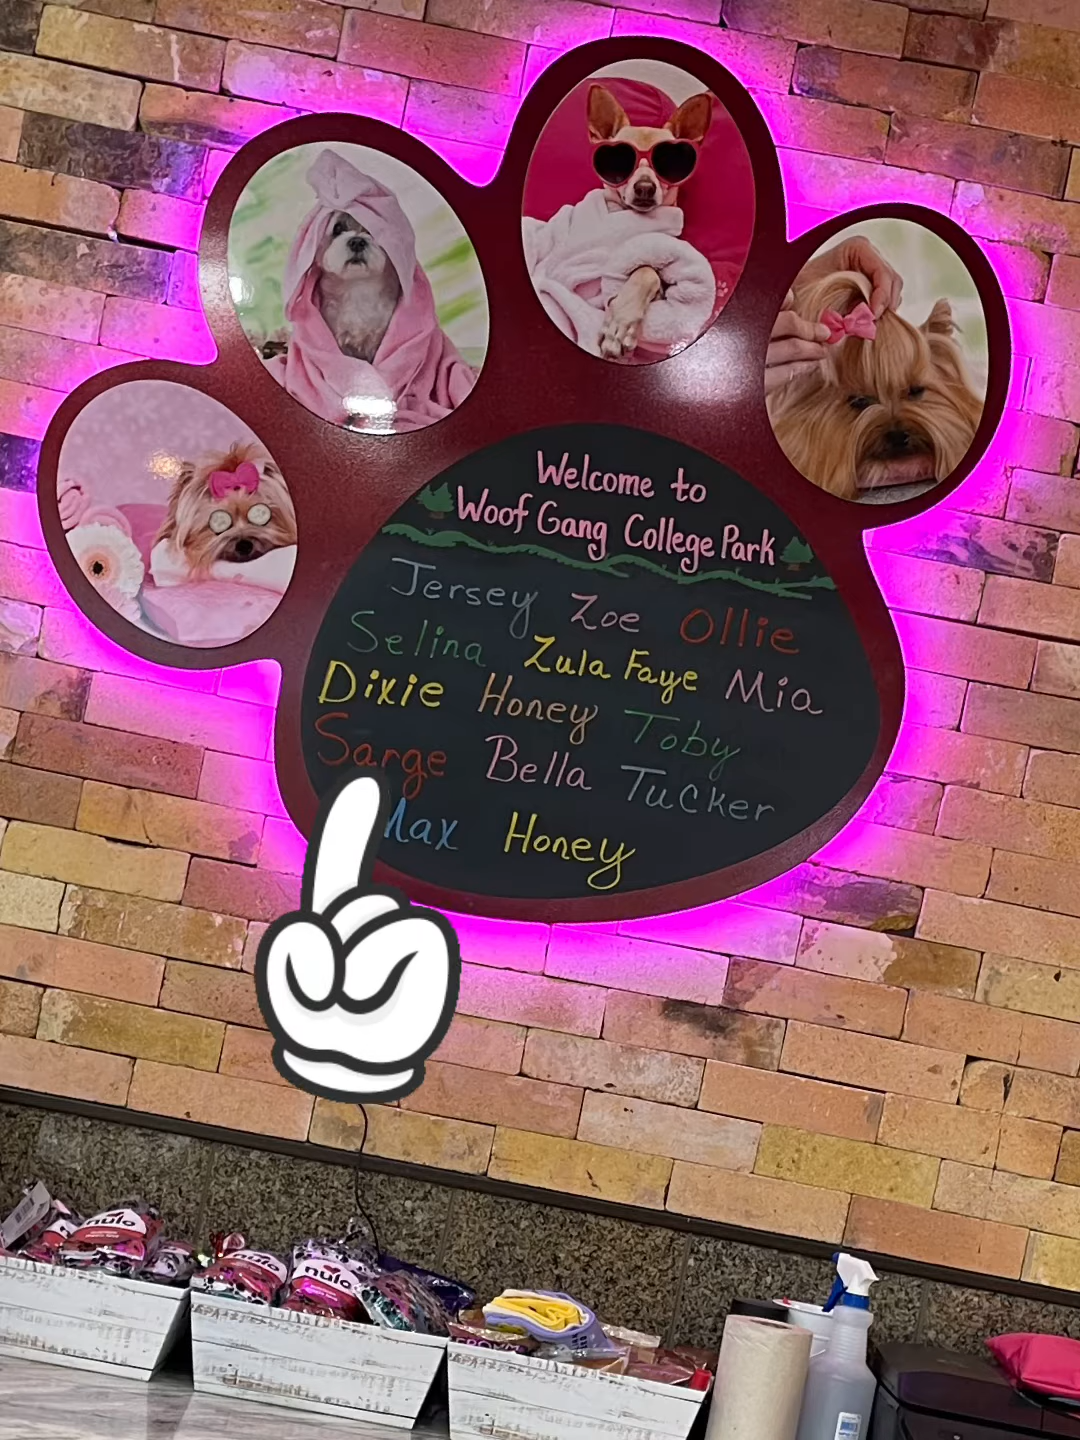 Welcome to
Woof Gang College Park
Jersey Zoe Ollie
Selina Zula Faye Mia
Dixie Honey Toby
Sarge Bella Tucker
Max Honey
nulo
nulo
nulo